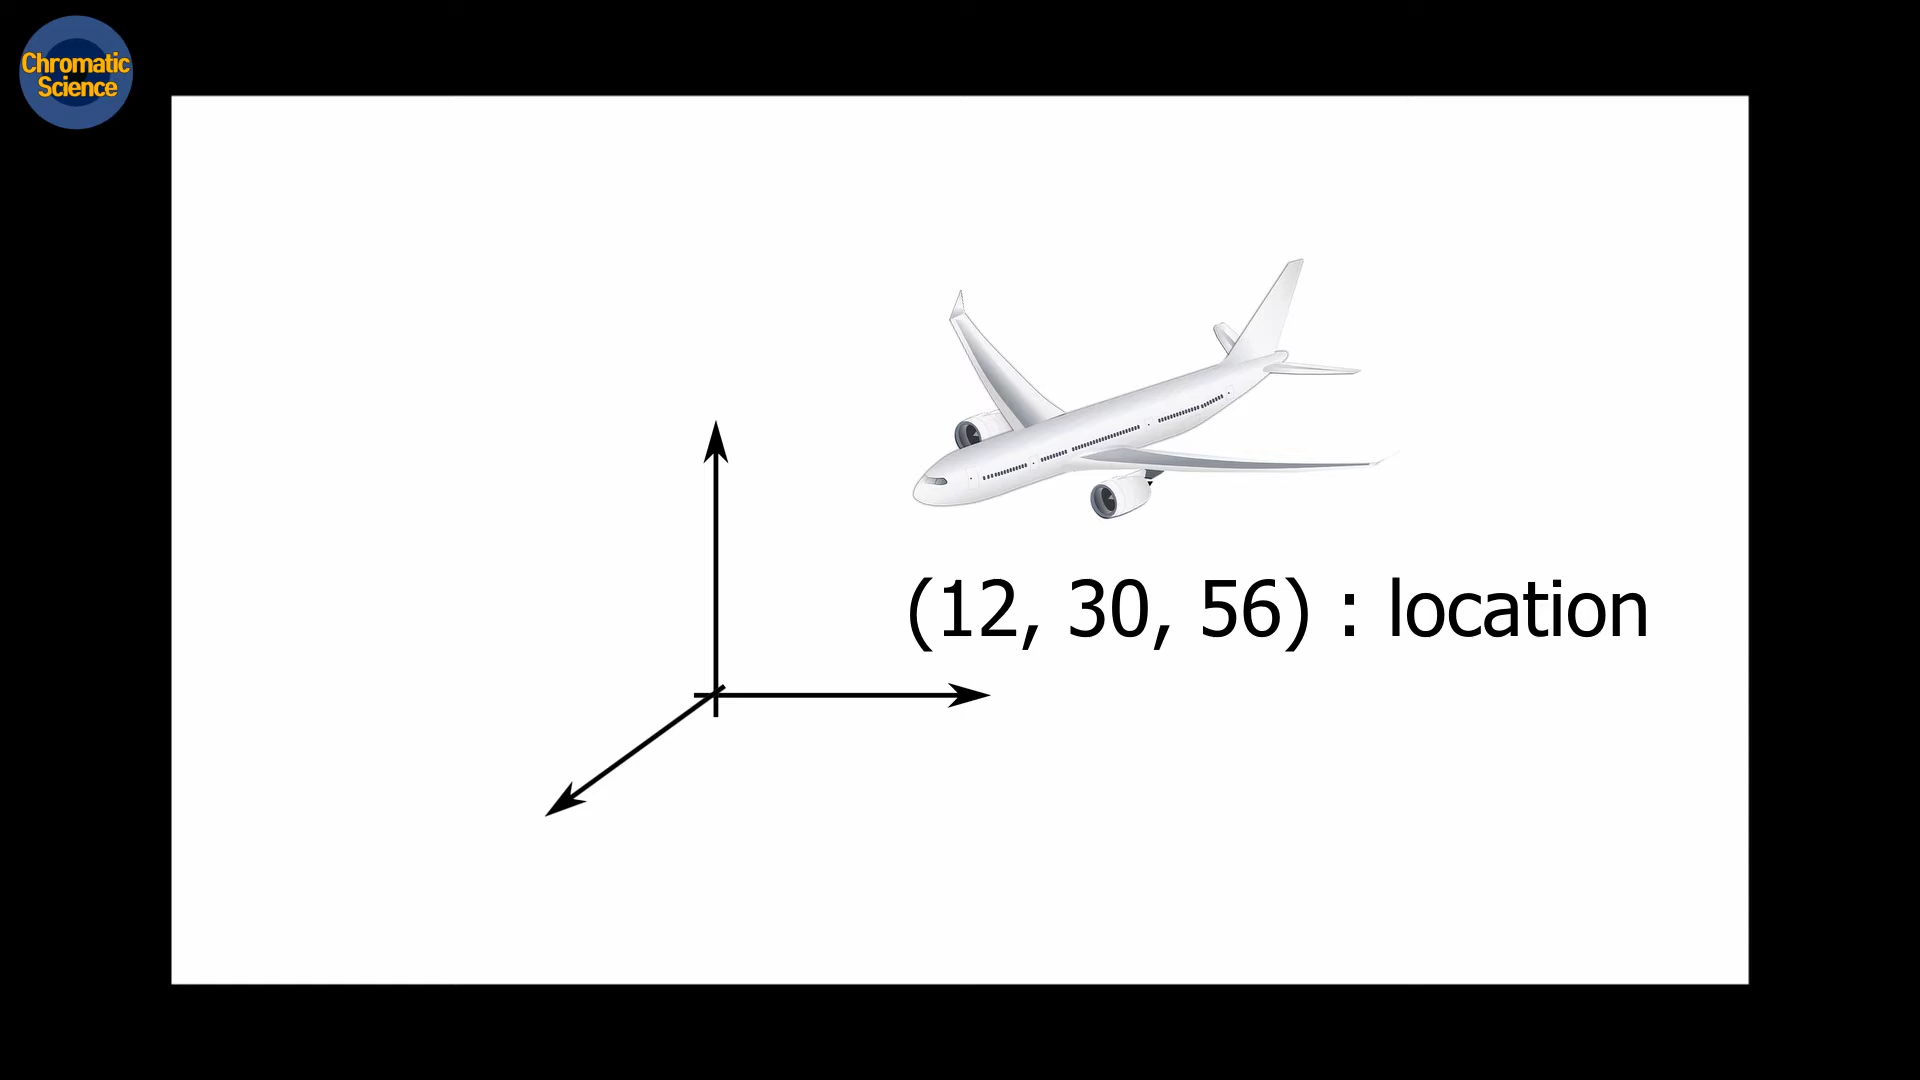 Chromatic
Science
(12, 30, 56) : location